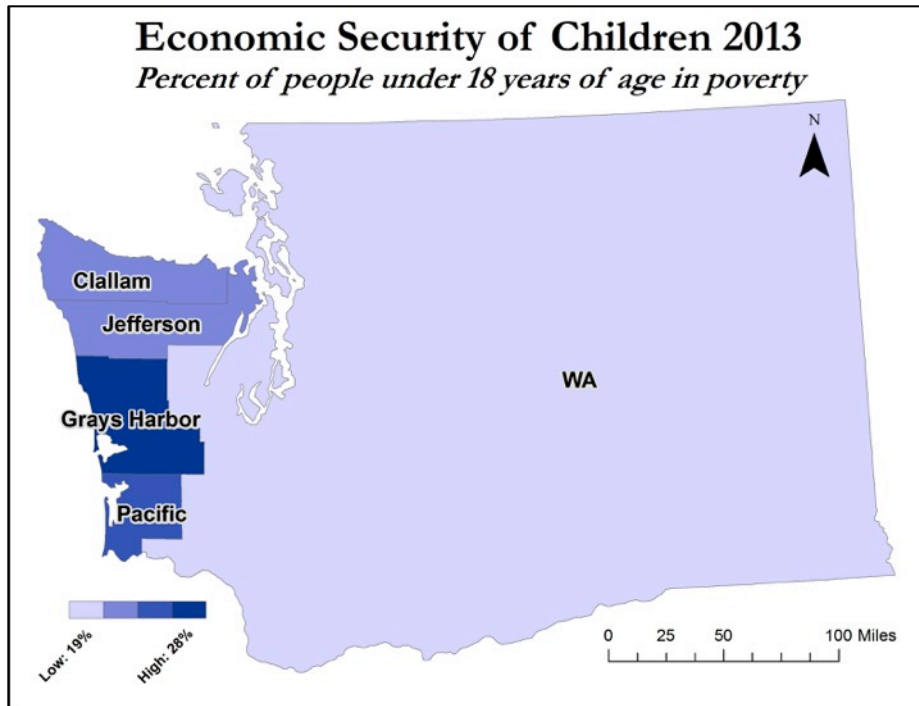 Economic Security of Children 2013
Percent of people under 18 years of age in poverty
N
Clallam
Jefferson
WA
Grays Harbor
Pacific
Low: 19%
High: 28%
0 25 50 100 Miles